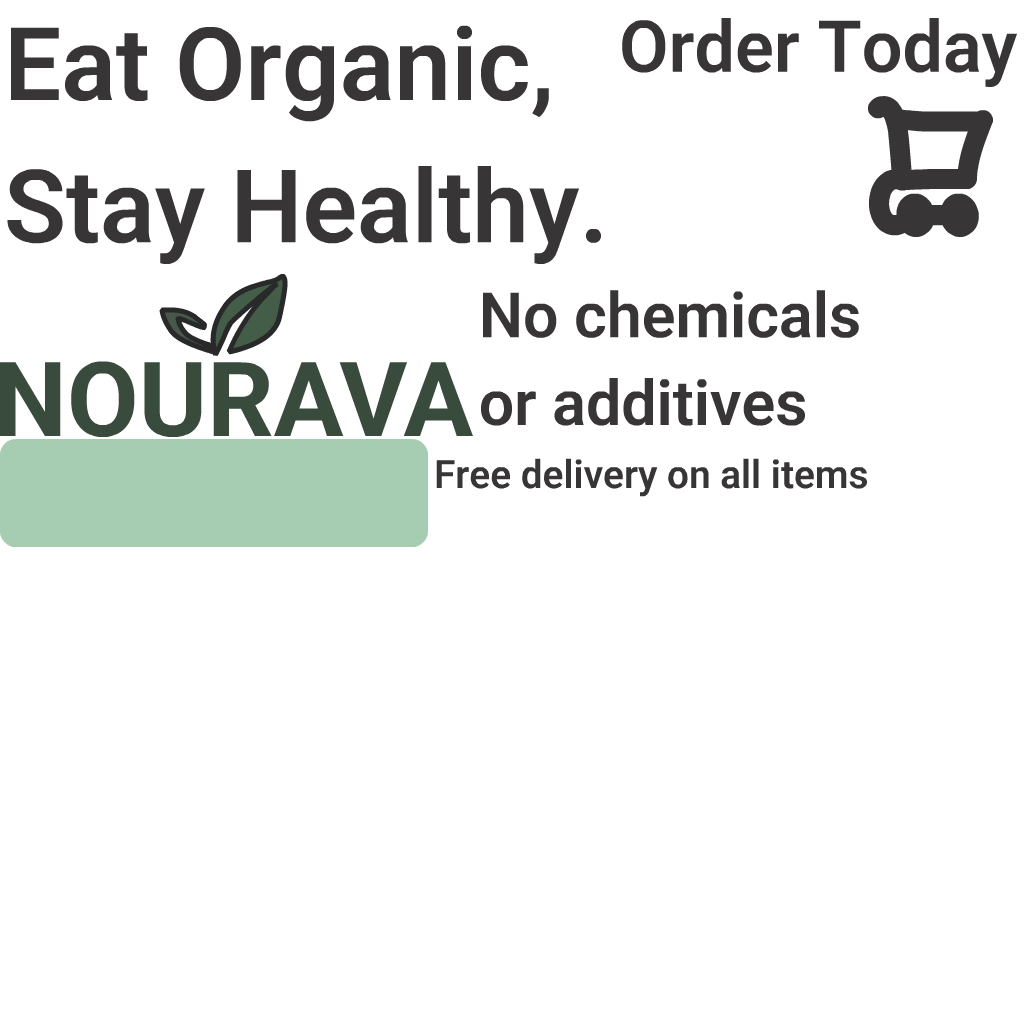 Eat Organic,
Stay Healthy.
Order Today
NOURAVA
No chemicals
or additives
Free delivery on all items